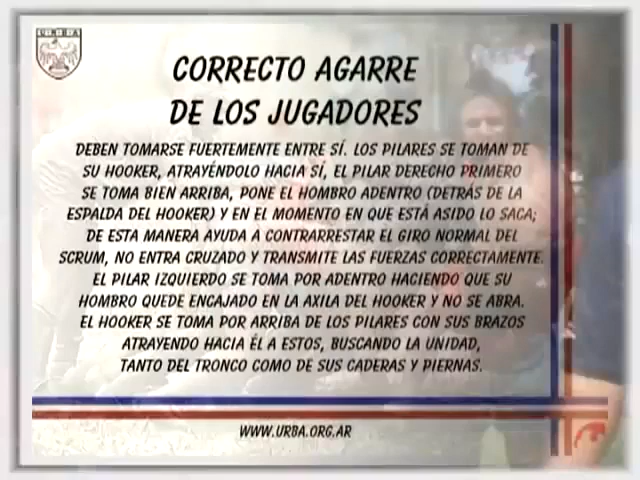 U.R.B.A
CORRECTO AGARRE
DE LOS JUGADORES
DEBEN TOMARSE FUERTEMENTE ENTRE SÍ. LOS PILARES SE TOMAN DE
SU HOOKER, ATRAYÉNDOLO HACIA SÍ, EL PILAR DERECHO PRIMERO
SE TOMA BIEN ARRIBA, PONE EL HOMBRO ADENTRO (DETRÁS DE LA
ESPALDA DEL HOOKER) Y EN EL MOMENTO EN QUE ESTÁ ASIDO LO SACA;
DE ESTA MANERA AYUDA A CONTRARRESTAR EL GIRO NORMAL DEL
SCRUM, NO ENTRA CRUZADO Y TRANSMITE LAS FUERZAS CORRECTAMENTE.
EL PILAR IZQUIERDO SE TOMA POR ADENTRO HACIENDO QUE SU
HOMBRO QUEDE ENCAJADO EN LA AXILA DEL HOOKER Y NO SE ABRA.
EL HOOKER SE TOMA POR ARRIBA DE LOS PILARES CON SUS BRAZOS
ATRAYENDO HACIA ÉL A ESTOS, BUSCANDO LA UNIDAD,
TANTO DEL TRONCO COMO DE SUS CADERAS Y PIERNAS.
WWW.URBA.ORG.AR